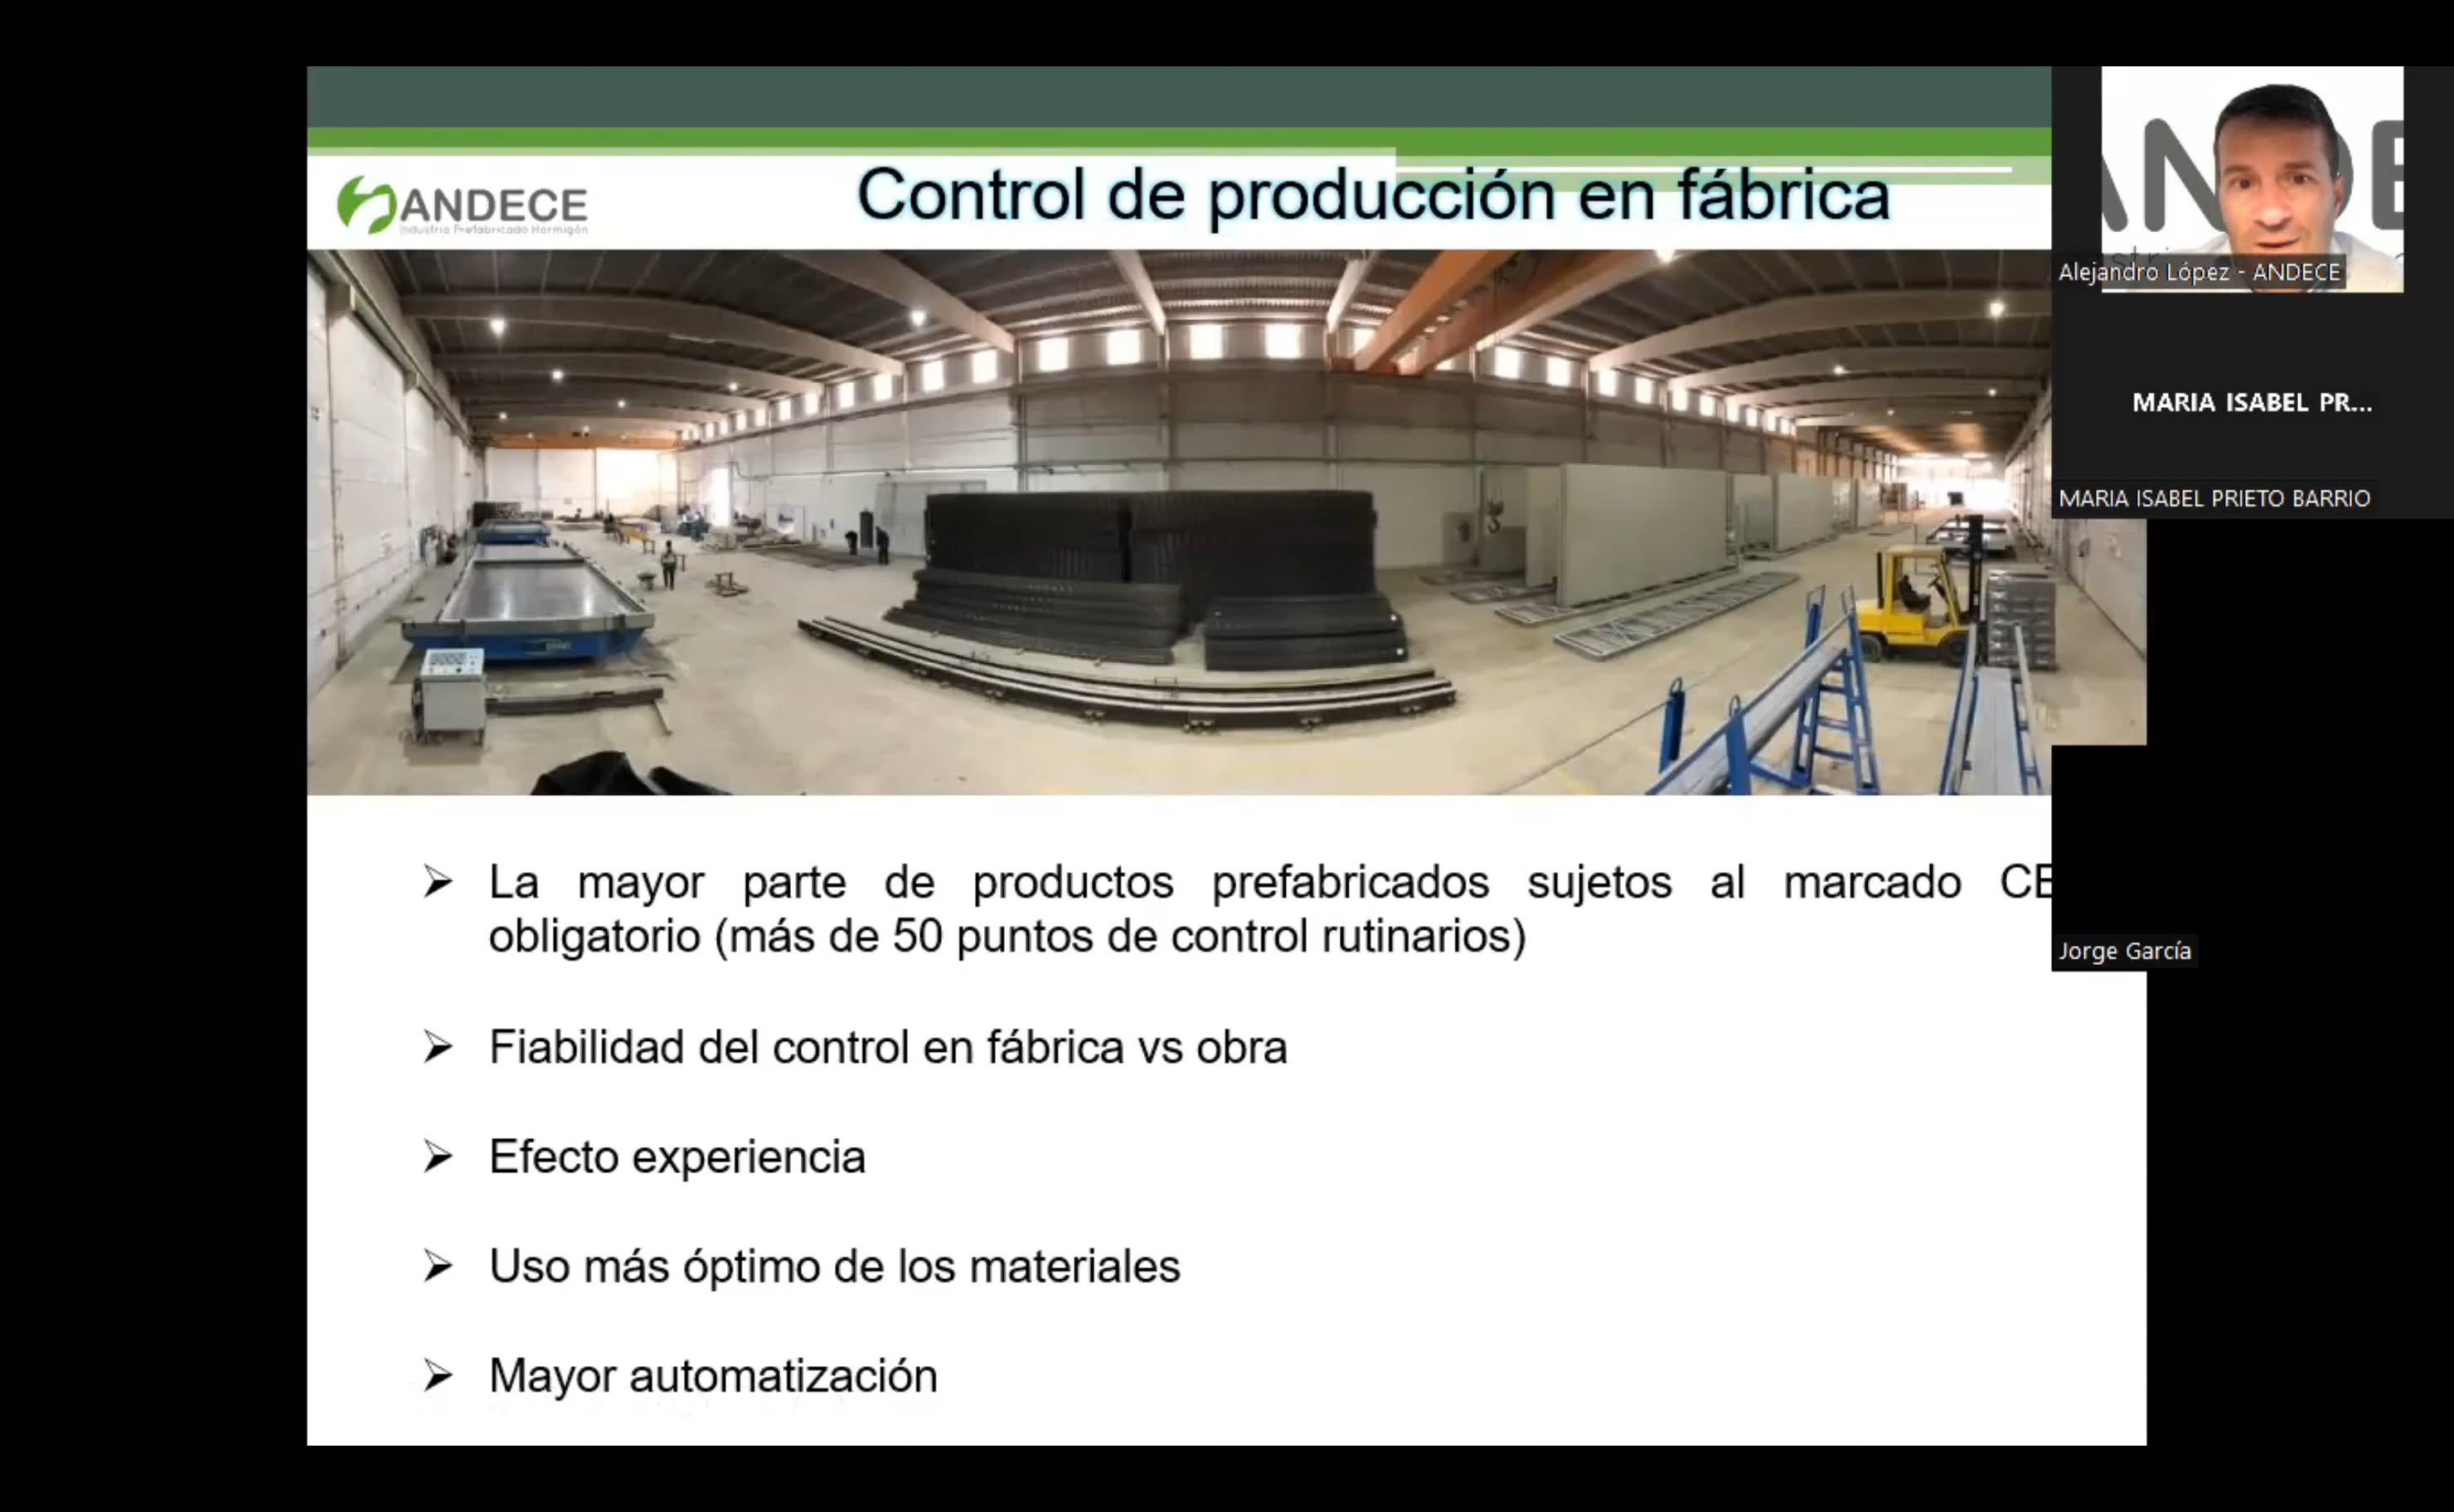 Control de producción en fábrica
ANDECE
Industria Prefabricado Hormigón
Alejandro López - ANDECE
MARIA ISABEL PR...
MARIA ISABEL PRIETO BARRIO
Jorge García
➢ La mayor parte de productos prefabricados sujetos al marcado CE
obligatorio (más de 50 puntos de control rutinarios)
➢ Fiabilidad del control en fábrica vs obra
➢ Efecto experiencia
➢ Uso más óptimo de los materiales
➢ Mayor automatización